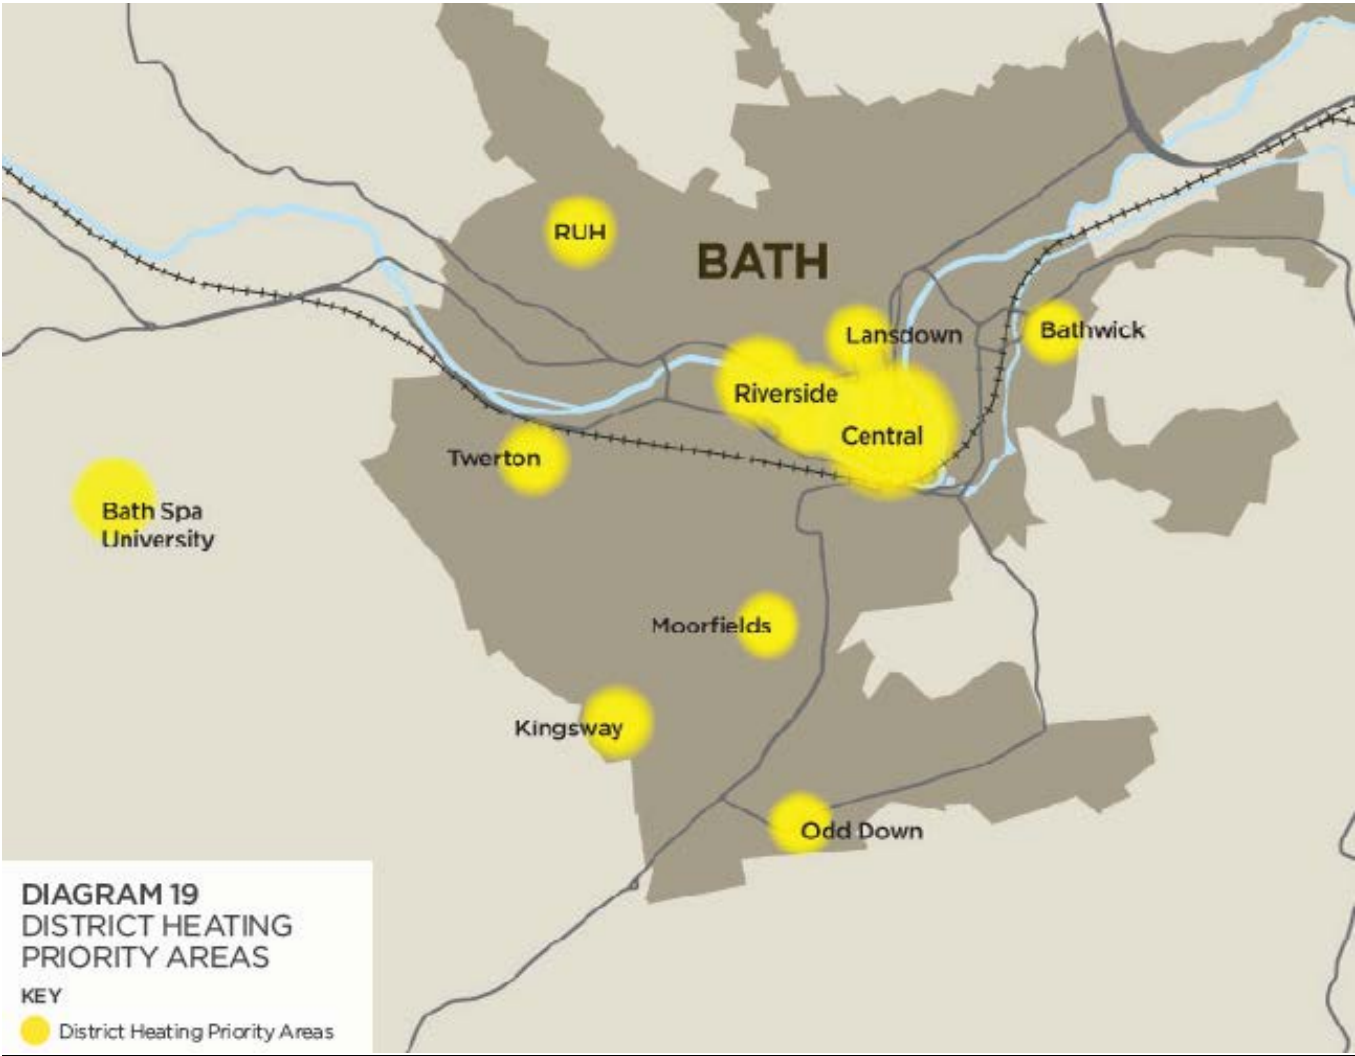 RUH
BATH
Lansdown
Bathwick
Riverside
Central
Twerton
Bath Spa
University
Moorfields
Kingsway
Odd Down
DIAGRAM 19
DISTRICT HEATING
PRIORITY AREAS
KEY
District Heating Priority Areas